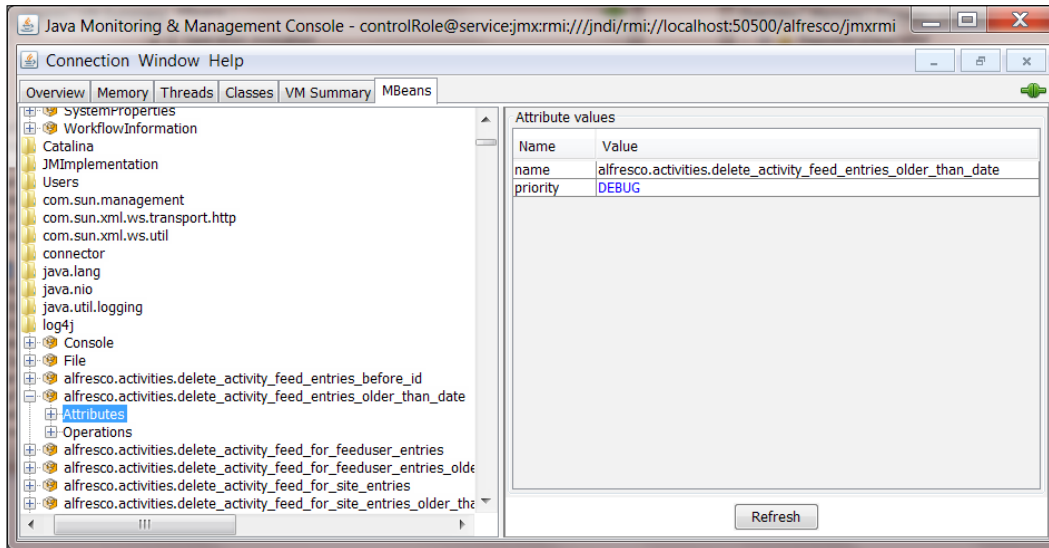 Java Monitoring & Management Console - controlRole@service:jmx:rmi:///jndi/rmi://localhost:50500/alfresco/jmxrmi
Connection Window Help
Overview Memory Threads Classes VM Summary MBeans
SystemProperties
WorkflowInformation
Catalina
JMImplementation
Users
com.sun.management
com.sun.xml.ws.transport.http
com.sun.xml.ws.util
connector
java.lang
java.nio
java.util.logging
log4j
Console
File
alfresco.activities.delete_activity_feed_entries_before_id
alfresco.activities.delete_activity_feed_entries_older_than_date
Attributes
Operations
alfresco.activities.delete_activity_feed_for_feeduser_entries
alfresco.activities.delete_activity_feed_for_feeduser_entries_olde
alfresco.activities.delete_activity_feed_for_site_entries
alfresco.activities.delete_activity_feed_for_site_entries_older_tha
Attribute values
Name Value
name alfresco.activities.delete_activity_feed_entries_older_than_date
priority DEBUG
Refresh